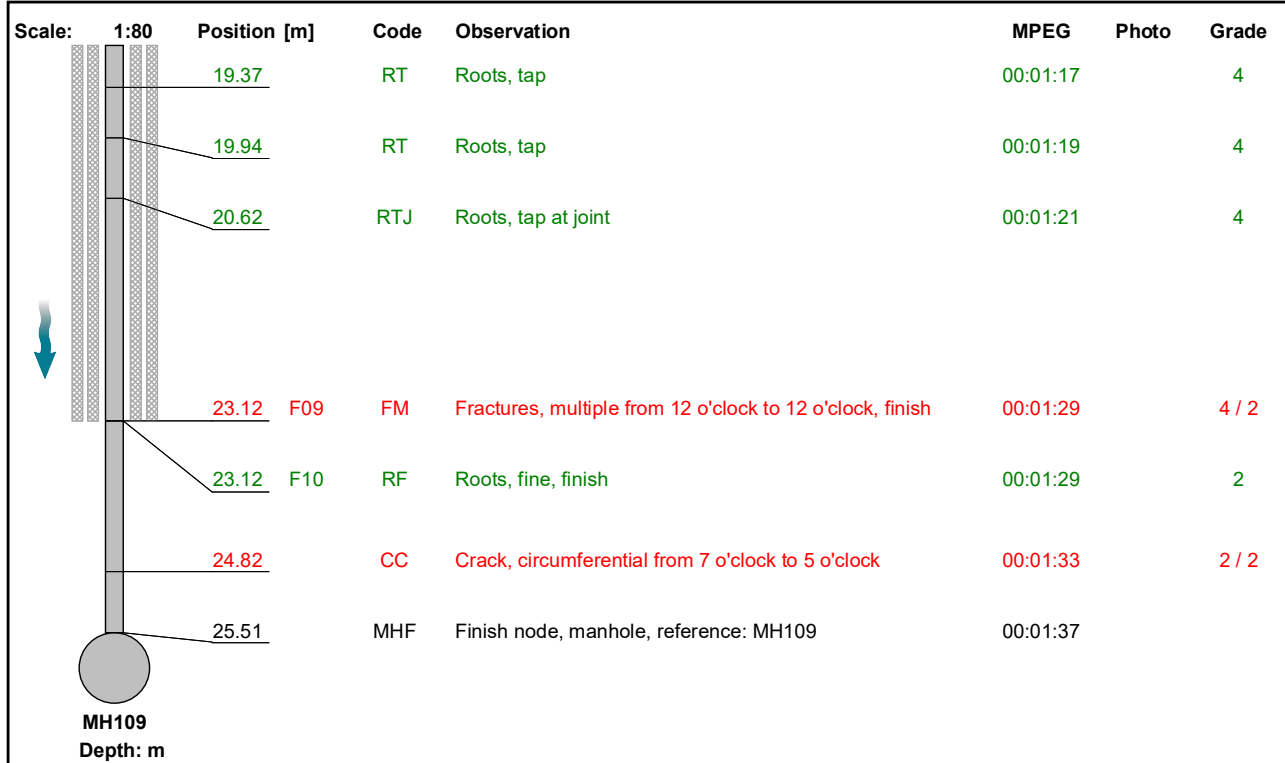 Scale: 1:80 Position [m] Code Observation MPEG Photo Grade
19.37 RT Roots, tap 00:01:17 4
19.94 RT Roots, tap 00:01:19 4
20.62 RTJ Roots, tap at joint 00:01:21 4
23.12 F09 FM Fractures, multiple from 12 o'clock to 12 o'clock, finish 00:01:29 4 / 2
23.12 F10 RF Roots, fine, finish 00:01:29 2
24.82 CC Crack, circumferential from 7 o'clock to 5 o'clock 00:01:33 2 / 2
25.51 MHF Finish node, manhole, reference: MH109 00:01:37
MH109
Depth: m